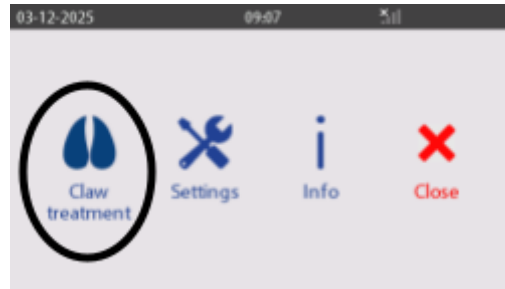 03-12-2025 09:07
Claw
treatment
Settings
Info
Close